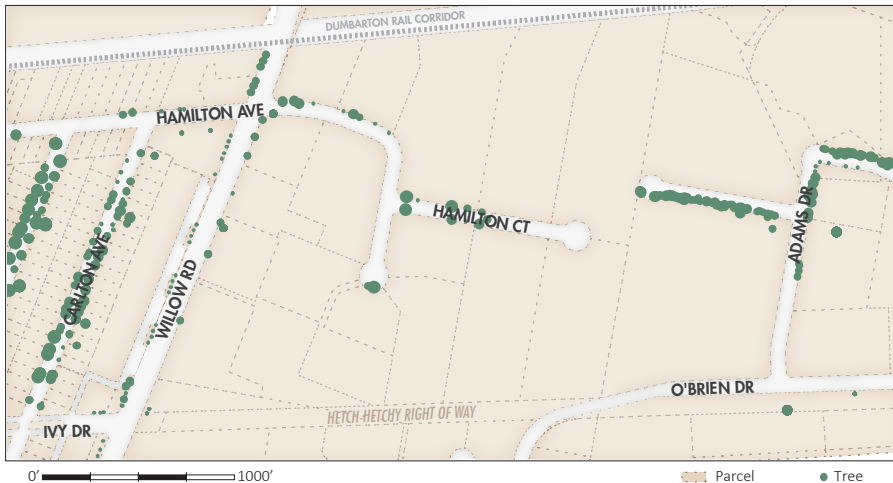 DUMBARTON RAIL CORRIDOR
HAMILTON AVE
HAMILTON CT
ADAMS DR
CARLTON AVE
WILLOW RD
O'BRIEN DR
HETCH-HETCHY RIGHT OF WAY
IVY DR
0' 1000' Parcel Tree